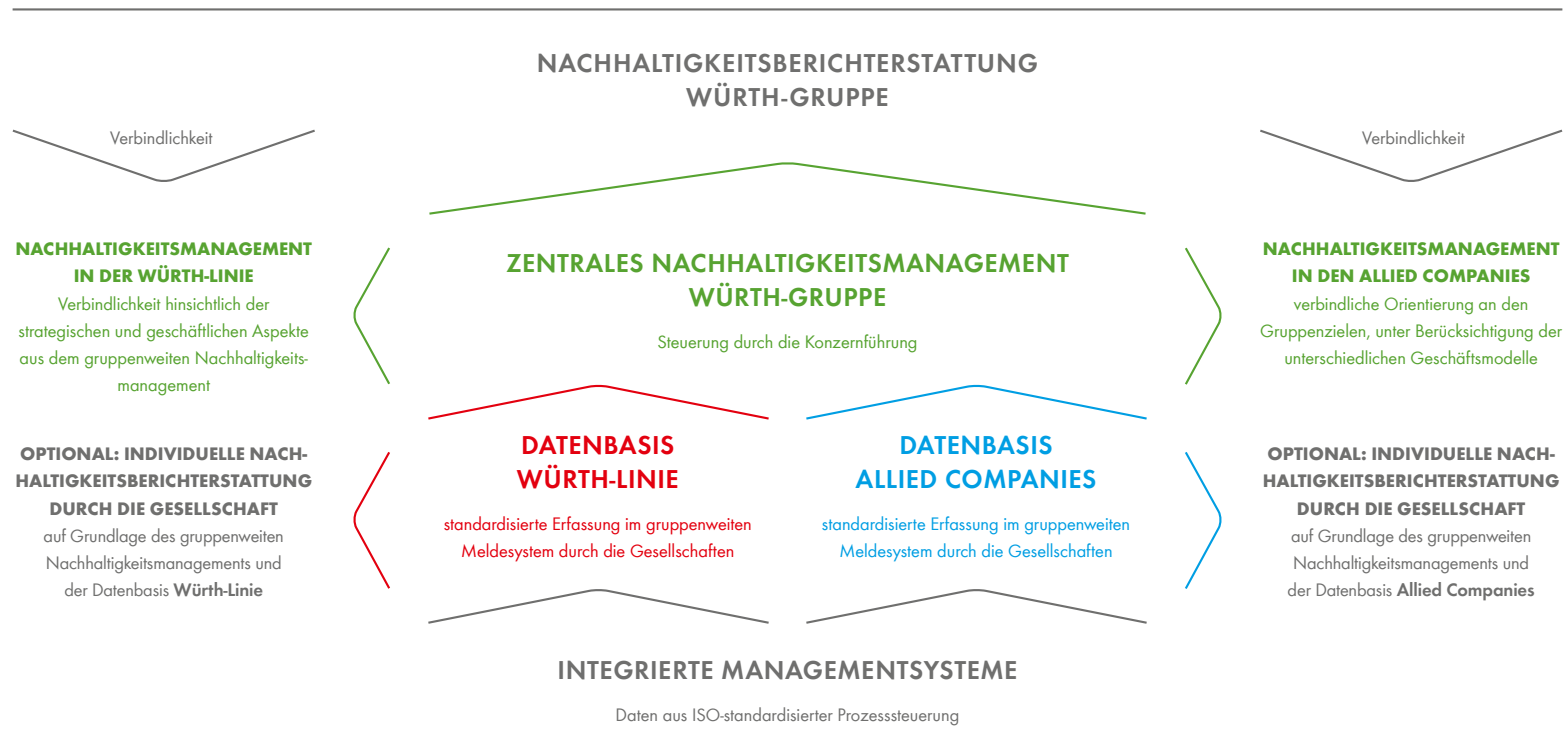 NACHHALTIGKEITSBERICHTERSTATTUNG
WÜRTH-GRUPPE
Verbindlichkeit
Verbindlichkeit
NACHHALTIGKEITSMANAGEMENT
IN DER WÜRTH-LINIE
Verbindlichkeit hinsichtlich der
strategischen und geschäftlichen Aspekte
aus dem gruppenweiten Nachhaltigkeits-
management
ZENTRALES NACHHALTIGKEITSMANAGEMENT
WÜRTH-GRUPPE
Steuerung durch die Konzernführung
NACHHALTIGKEITSMANAGEMENT
IN DEN ALLIED COMPANIES
verbindliche Orientierung an den
Gruppenzielen, unter Berücksichtigung der
unterschiedlichen Geschäftsmodelle
OPTIONAL: INDIVIDUELLE NACH-
HALTIGKEITSBERICHTERSTATTUNG
DURCH DIE GESELLSCHAFT
auf Grundlage des gruppenweiten
Nachhaltigkeitsmanagements und
der Datenbasis Würth-Linie
DATENBASIS
WÜRTH-LINIE
standardisierte Erfassung im gruppenweiten
Meldesystem durch die Gesellschaften
DATENBASIS
ALLIED COMPANIES
standardisierte Erfassung im gruppenweiten
Meldesystem durch die Gesellschaften
OPTIONAL: INDIVIDUELLE NACH-
HALTIGKEITSBERICHTERSTATTUNG
DURCH DIE GESELLSCHAFT
auf Grundlage des gruppenweiten
Nachhaltigkeitsmanagements und
der Datenbasis Allied Companies
INTEGRIERTE MANAGEMENTSYSTEME
Daten aus ISO-standardisierter Prozesssteuerung